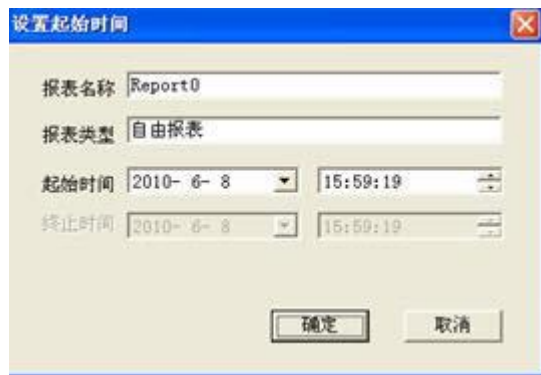 设置起始时间
报表名称 Report0
报表类型 自由报表
起始时间 2010- 6- 8 15:59:19
终止时间 2010- 6- 8 15:59:19
确定 取消